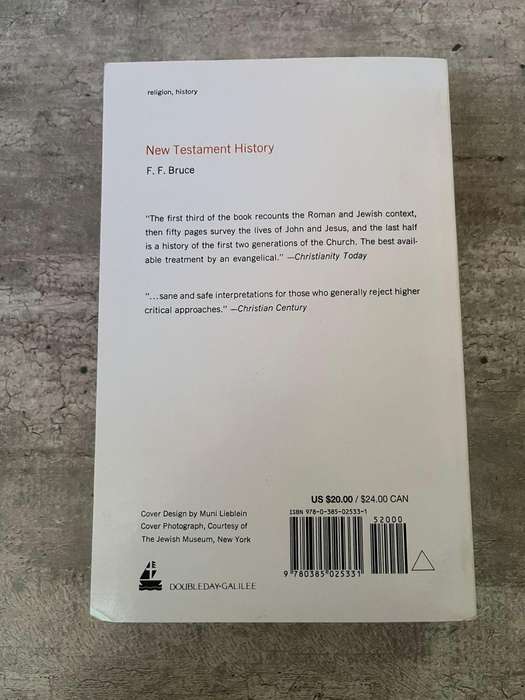 religion, history
New Testament History
F. F. Bruce
"The first third of the book recounts the Roman and Jewish context,
then fifty pages survey the lives of John and Jesus, and the last half
is a history of the first two generations of the Church. The best avail-
able treatment by an evangelical." —Christianity Today
"...sane and safe interpretations for those who generally reject higher
critical approaches." —Christian Century
US $20.00 / $24.00 CAN
ISBN 978-0-385-02533-1
52000
9 780385 025331
Cover Design by Muni Lieblein
Cover Photograph, Courtesy of
The Jewish Museum, New York
DOUBLEDAY-GALILEE